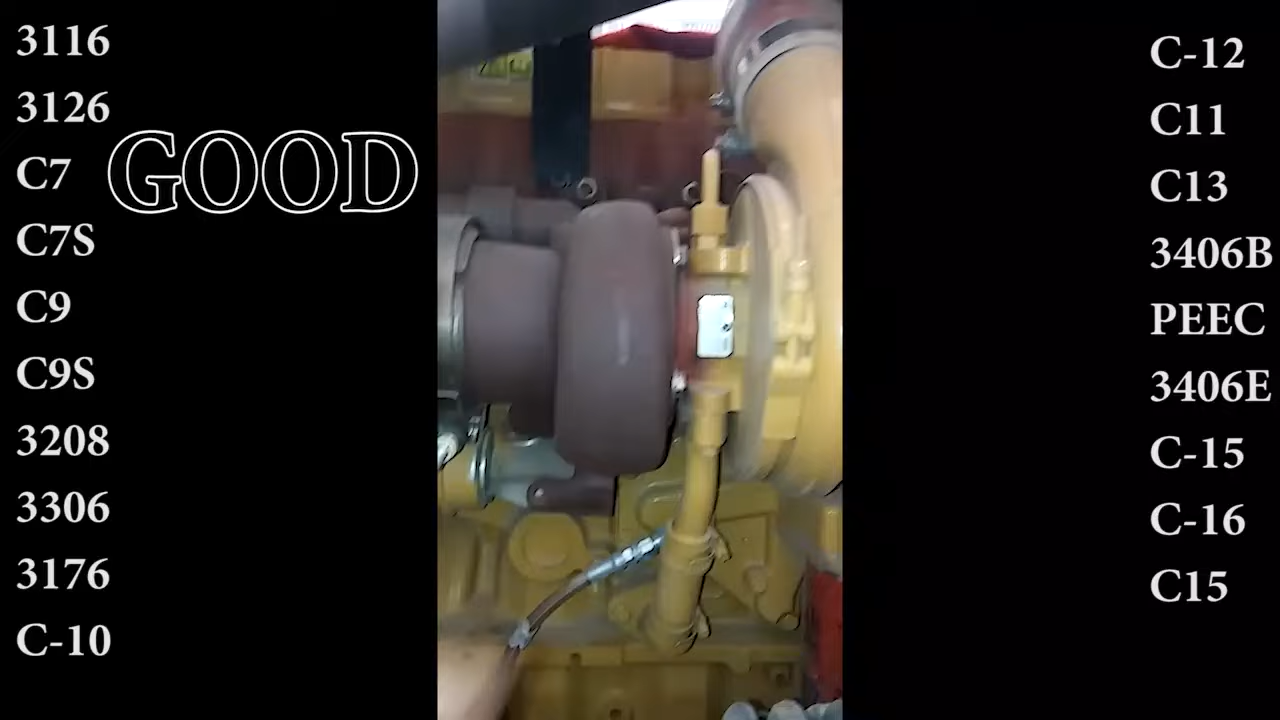 3116
3126
C7
GOOD
C7S
C9
C9S
3208
3306
3176
C-10
C-12
C11
C13
3406B
PEEC
3406E
C-15
C-16
C15